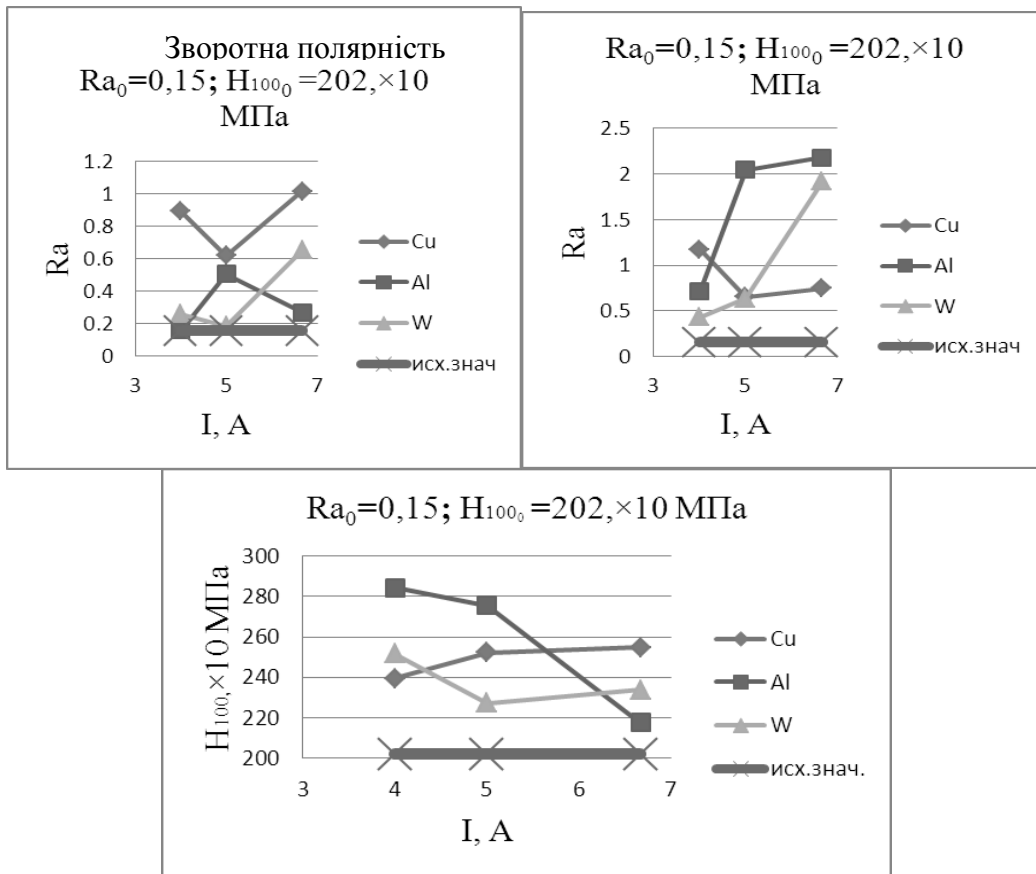 Зворотна полярність
Ra₀=0,15; H₁₀₀₀ =202,×10
МПа
1.2
1
0.8
0.6
0.4
0.2
0
Ra
3
5
7
I, A
Cu
Al
W
исх.знач
Ra₀=0,15; H₁₀₀₀ =202,×10
МПа
2.5
2
1.5
1
0.5
0
Ra
3
5
7
I, A
Cu
Al
W
исх.знач
Ra₀=0,15; H₁₀₀₀ =202,×10 МПа
300
280
260
240
220
200
H₁₀₀,×10 МПа
3
4
5
6
7
I, A
Cu
Al
W
исх.знач.